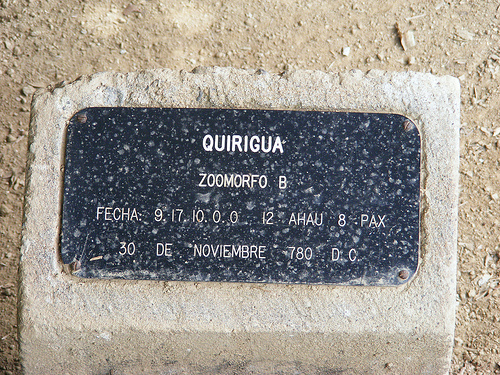 QUIRIGUA
ZOOMORFO B
FECHA: 9.17.10.0.0. 12 AHAU 8 PAX
30 DE NOVIEMBRE 780 D.C.